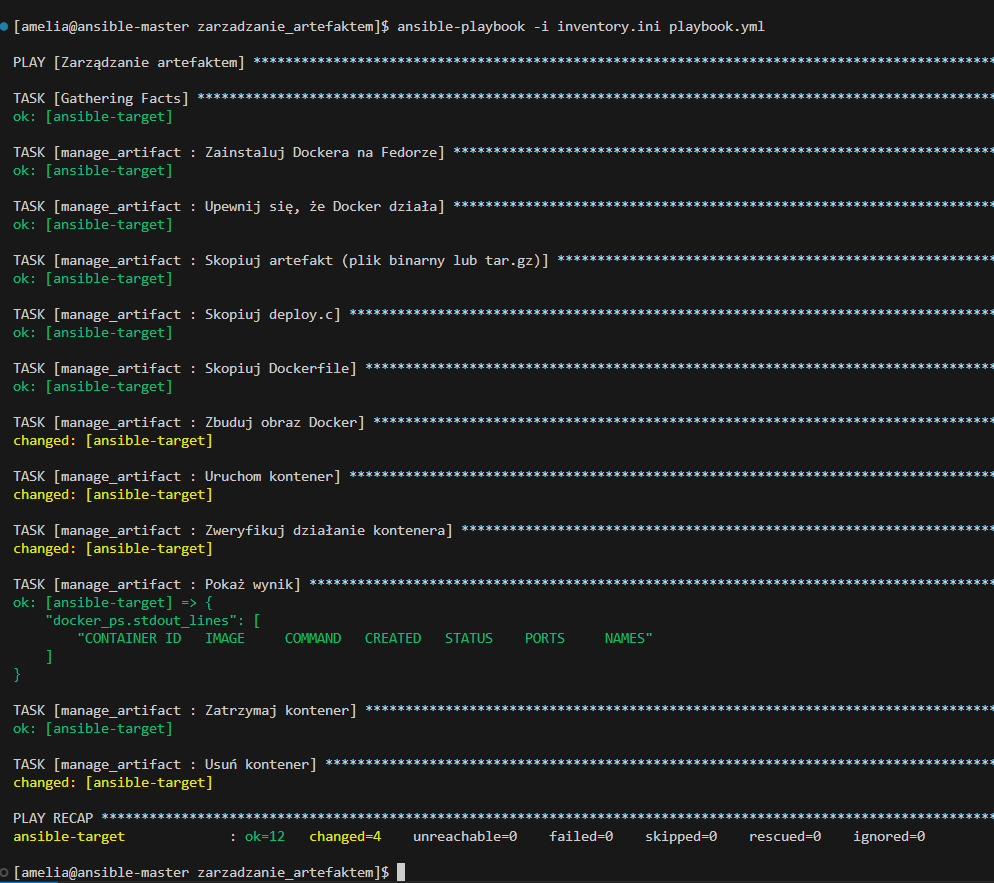 [amelia@ansible-master zarzadzanie_artefaktem]$ ansible-playbook -i inventory.ini playbook.yml
PLAY [Zarządzanie artefaktem] *********************************************************************************************
TASK [Gathering Facts] ****************************************************************************************************
ok: [ansible-target]
TASK [manage_artifact : Zainstaluj Dockera na Fedorze] ********************************************************************
ok: [ansible-target]
TASK [manage_artifact : Upewnij się, że Docker działa] ********************************************************************
ok: [ansible-target]
TASK [manage_artifact : Skopiuj artefakt (plik binarny lub tar.gz)] *******************************************************
ok: [ansible-target]
TASK [manage_artifact : Skopiuj deploy.c] *********************************************************************************
ok: [ansible-target]
TASK [manage_artifact : Skopiuj Dockerfile] *******************************************************************************
ok: [ansible-target]
TASK [manage_artifact : Zbuduj obraz Docker] ******************************************************************************
changed: [ansible-target]
TASK [manage_artifact : Uruchom kontener] *********************************************************************************
changed: [ansible-target]
TASK [manage_artifact : Zweryfikuj działanie kontenera] *******************************************************************
changed: [ansible-target]
TASK [manage_artifact : Pokaż wynik] **************************************************************************************
ok: [ansible-target] => {
    "docker_ps.stdout_lines": [
        "CONTAINER ID   IMAGE     COMMAND   CREATED   STATUS    PORTS     NAMES"
    ]
}
TASK [manage_artifact : Zatrzymaj kontener] *******************************************************************************
ok: [ansible-target]
TASK [manage_artifact : Usuń kontener] ************************************************************************************
changed: [ansible-target]
PLAY RECAP ****************************************************************************************************************
ansible-target             : ok=12   changed=4    unreachable=0    failed=0    skipped=0    rescued=0    ignored=0
[amelia@ansible-master zarzadzanie_artefaktem]$